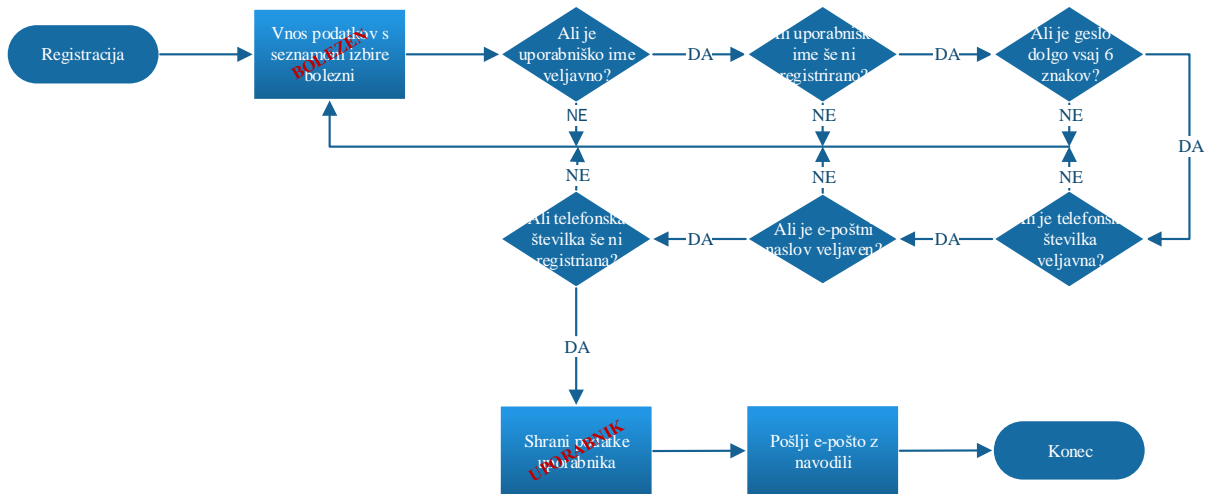 Registracija
Vnos podatkov s
seznamom izbire
bolezni
BOLEZEN
Ali je
uporabniško ime
veljavno?
DA
uporabniško
ime še ni
registrirano?
DA
Ali je geslo
dolgo vsaj 6
znakov?
NE
NE
NE
DA
NE
NE
NE
Ali telefonska
številka še ni
registriana?
DA
Ali je e-poštni
naslov veljaven?
DA
je telefonska
številka
veljavna?
DA
Shrani podatke
uporabnika
UPORABNIK
Pošlji e-pošto z
navodili
Konec